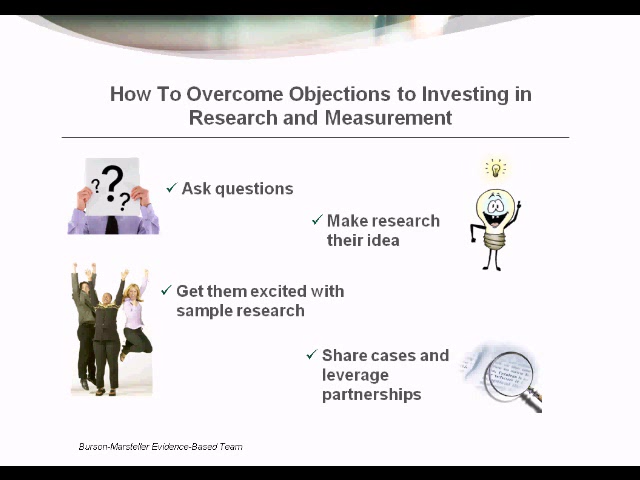 How To Overcome Objections to Investing in
Research and Measurement
? ? ?
✓ Ask questions
✓ Make research
their idea
✓ Get them excited with
sample research
✓ Share cases and
leverage
partnerships
Burson-Marsteller Evidence-Based Team